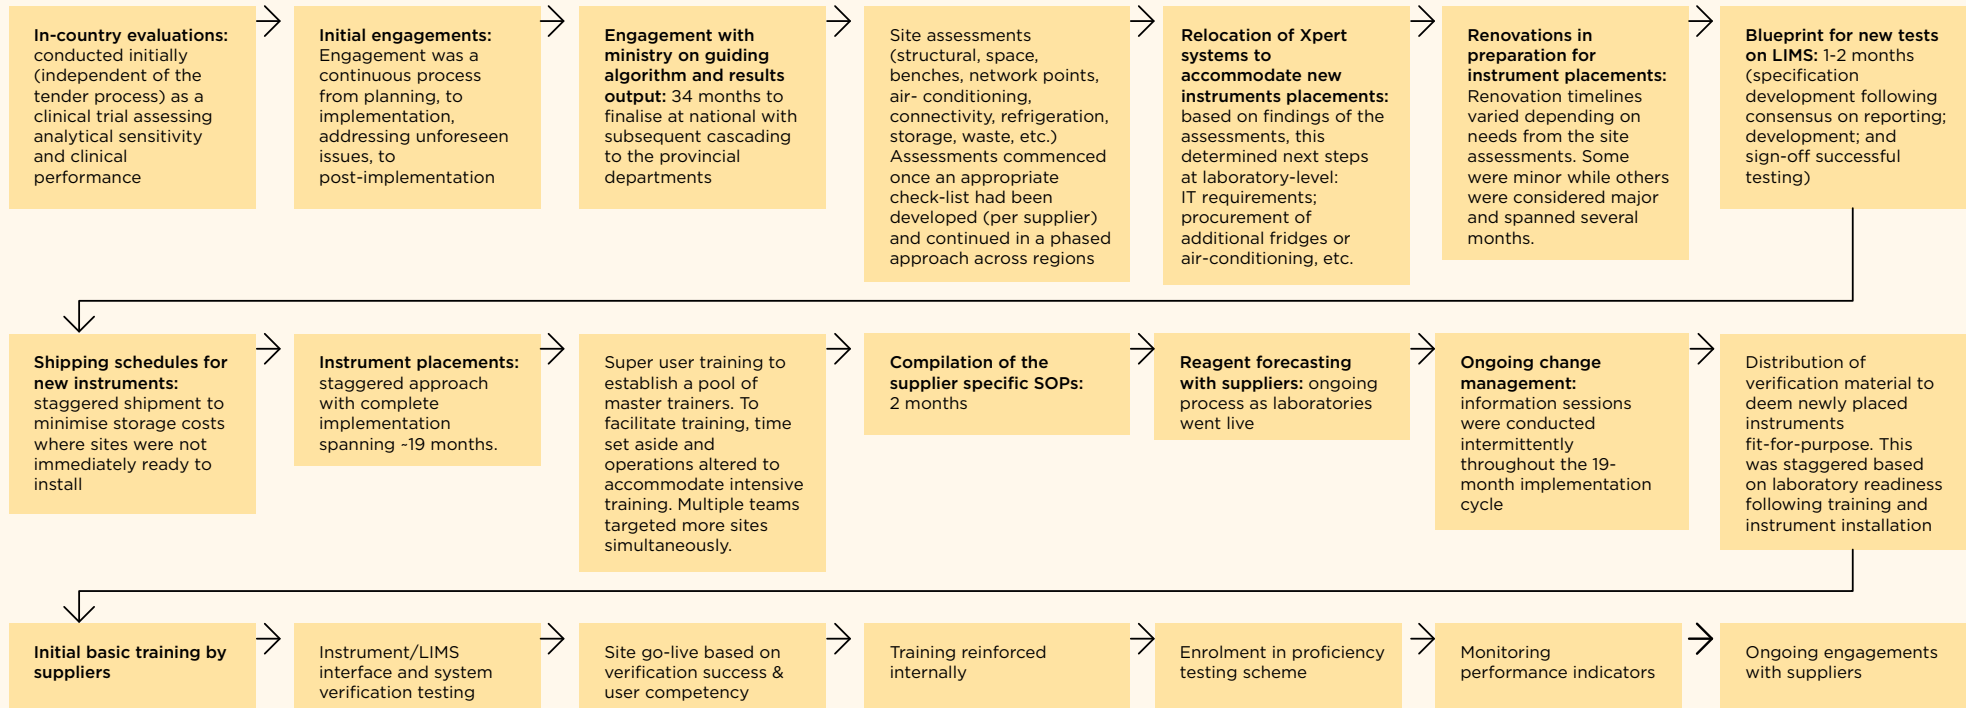 In-country evaluations:
conducted initially
(independent of the
tender process) as a
clinical trial assessing
analytical sensitivity
and clinical
performance
Initial engagements:
Engagement was a
continuous process
from planning, to
implementation,
addressing unforeseen
issues, to
post-implementation
Engagement with
ministry on guiding
algorithm and results
output: 34 months to
finalise at national with
subsequent cascading
to the provincial
departments
Site assessments
(structural, space,
benches, network points,
air- conditioning,
connectivity, refrigeration,
storage, waste, etc.)
Assessments commenced
once an appropriate
check-list had been
developed (per supplier)
and continued in a phased
approach across regions
Relocation of Xpert
systems to
accommodate new
instruments placements:
based on findings of the
assessments, this
determined next steps
at laboratory-level:
IT requirements;
procurement of
additional fridges or
air-conditioning, etc.
Renovations in
preparation for
instrument placements:
Renovation timelines
varied depending on
needs from the site
assessments. Some
were minor while others
were considered major
and spanned several
months.
Blueprint for new tests
on LIMS: 1-2 months
(specification
development following
consensus on reporting;
development; and
sign-off successful
testing)
Shipping schedules for
new instruments:
staggered shipment to
minimise storage costs
where sites were not
immediately ready to
install
Instrument placements:
staggered approach
with complete
implementation
spanning ~19 months.
Super user training to
establish a pool of
master trainers. To
facilitate training, time
set aside and
operations altered to
accommodate intensive
training. Multiple teams
targeted more sites
simultaneously.
Compilation of the
supplier specific SOPs:
2 months
Reagent forecasting
with suppliers: ongoing
process as laboratories
went live
Ongoing change
management:
information sessions
were conducted
intermittently
throughout the 19-
month implementation
cycle
Distribution of
verification material to
deem newly placed
instruments
fit-for-purpose. This
was staggered based
on laboratory readiness
following training and
instrument installation
Initial basic training by
suppliers
Instrument/LIMS
interface and system
verification testing
Site go-live based on
verification success &
user competency
Training reinforced
internally
Enrolment in proficiency
testing scheme
Monitoring
performance indicators
Ongoing engagements
with suppliers